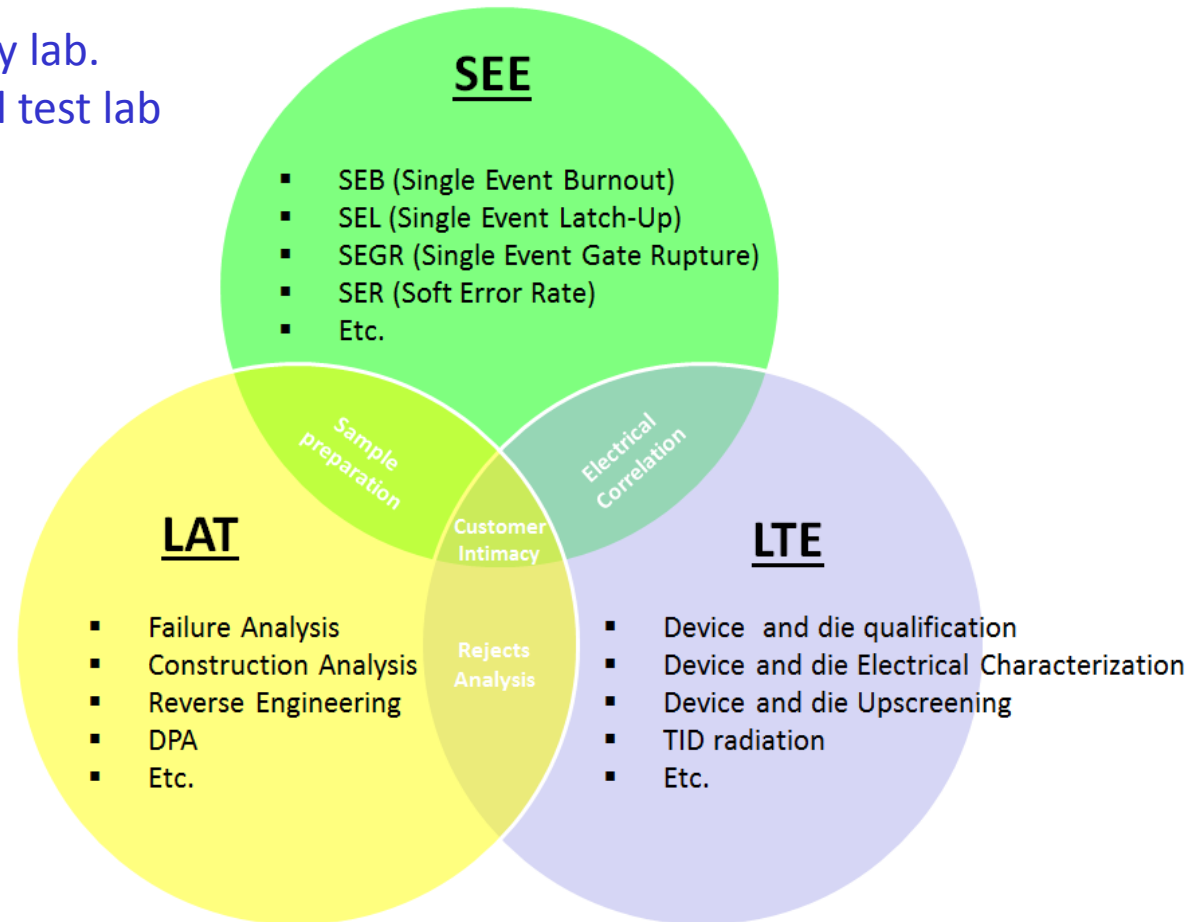 y lab.
test lab
SEE
▪ SEB (Single Event Burnout)
▪ SEL (Single Event Latch-Up)
▪ SEGR (Single Event Gate Rupture)
▪ SER (Soft Error Rate)
▪ Etc.
Sample
preparation
Electrical
Correlation
Customer
Intimacy
LAT
▪ Failure Analysis
▪ Construction Analysis
▪ Reverse Engineering
▪ DPA
▪ Etc.
Rejects
Analysis
LTE
▪ Device and die qualification
▪ Device and die Electrical Characterization
▪ Device and die Upscreening
▪ TID radiation
▪ Etc.